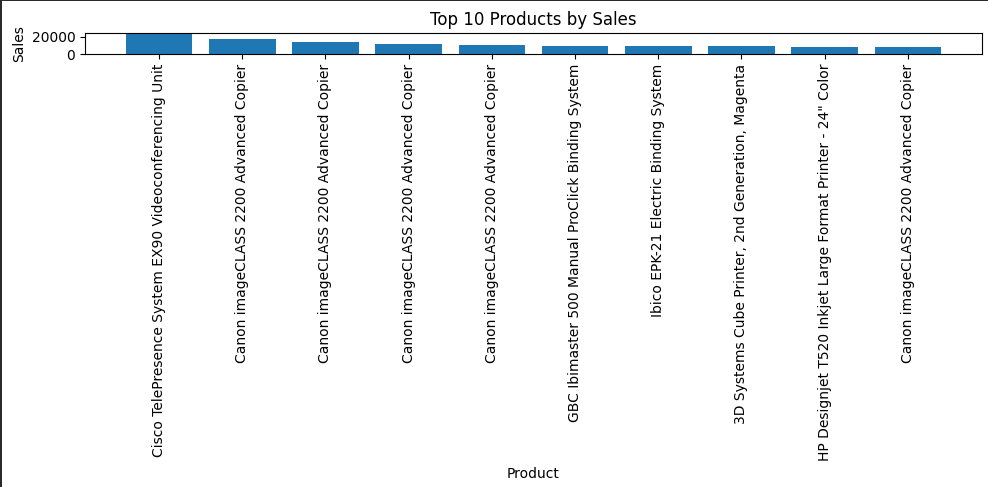 Top 10 Products by Sales
Sales
20000
0
Cisco TelePresence System EX90 Videoconferencing Unit
Canon imageCLASS 2200 Advanced Copier
Canon imageCLASS 2200 Advanced Copier
Canon imageCLASS 2200 Advanced Copier
Canon imageCLASS 2200 Advanced Copier
GBC Ibimaster 500 Manual ProClick Binding System
Ibico EPK-21 Electric Binding System
3D Systems Cube Printer, 2nd Generation, Magenta
HP Designjet T520 Inkjet Large Format Printer - 24" Color
Canon imageCLASS 2200 Advanced Copier
Product